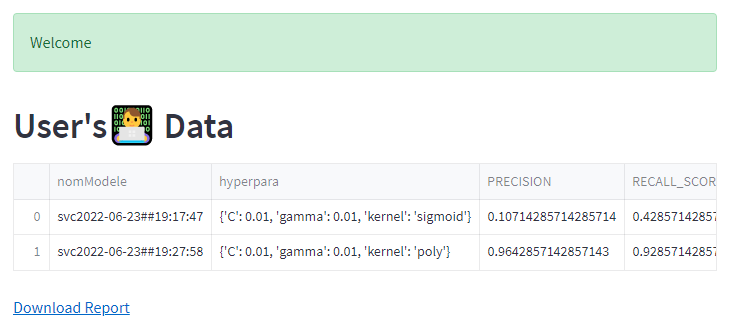 Welcome
User's Data
nomModele hyperpara PRECISION RECALL_SCOR
0 svc2022-06-23##19:17:47 {'C': 0.01, 'gamma': 0.01, 'kernel': 'sigmoid'} 0.10714285714285714 0.42857142857
1 svc2022-06-23##19:27:58 {'C': 0.01, 'gamma': 0.01, 'kernel': 'poly'} 0.9642857142857143 0.92857142857
Download Report